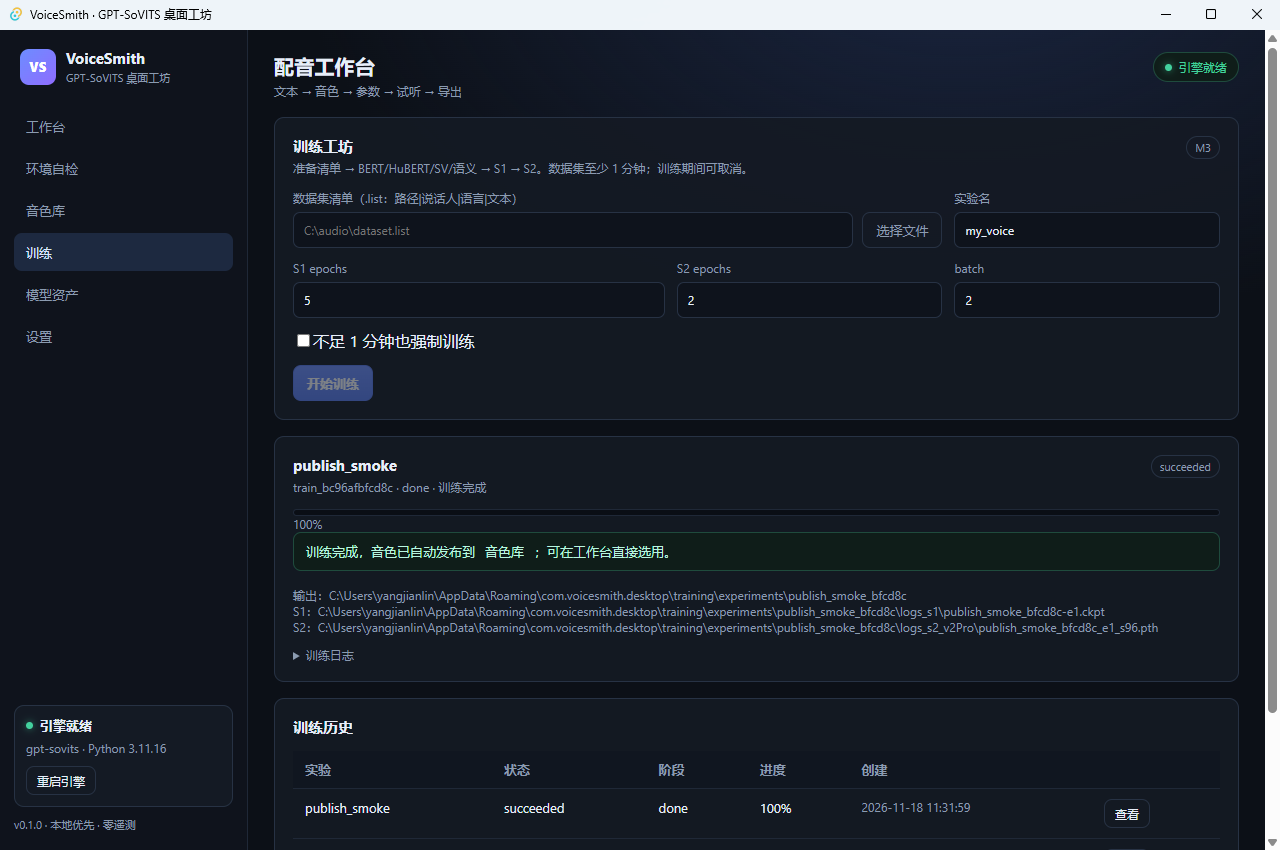 VoiceSmith · GPT-SoVITS 桌面工坊
VS
VoiceSmith
GPT-SoVITS 桌面工坊
工作台
环境自检
音色库
训练
模型资产
设置
引擎就绪
gpt-sovits · Python 3.11.16
重启引擎
v0.1.0 · 本地优先 · 零遥测
配音工作台
文本 → 音色 → 参数 → 试听 → 导出
引擎就绪
训练工坊
M3
准备清单 → BERT/HuBERT/SV/语义 → S1 → S2。数据集至少 1 分钟；训练期间可取消。
数据集清单（.list：路径|说话人|语言|文本）
实验名
C:\audio\dataset.list
选择文件
my_voice
S1 epochs
S2 epochs
batch
5
2
2
不足 1 分钟也强制训练
开始训练
publish_smoke
succeeded
train_bc96afbfcd8c · done · 训练完成
100%
训练完成，音色已自动发布到 音色库 ；可在工作台直接选用。
输出：C:\Users\yangjianlin\AppData\Roaming\com.voicesmith.desktop\training\experiments\publish_smoke_bfcd8c
S1：C:\Users\yangjianlin\AppData\Roaming\com.voicesmith.desktop\training\experiments\publish_smoke_bfcd8c\logs_s1\publish_smoke_bfcd8c-e1.ckpt
S2：C:\Users\yangjianlin\AppData\Roaming\com.voicesmith.desktop\training\experiments\publish_smoke_bfcd8c\logs_s2_v2Pro\publish_smoke_bfcd8c_e1_s96.pth
训练日志
训练历史
实验 状态 阶段 进度 创建
publish_smoke succeeded done 100% 2026-11-18 11:31:59 查看